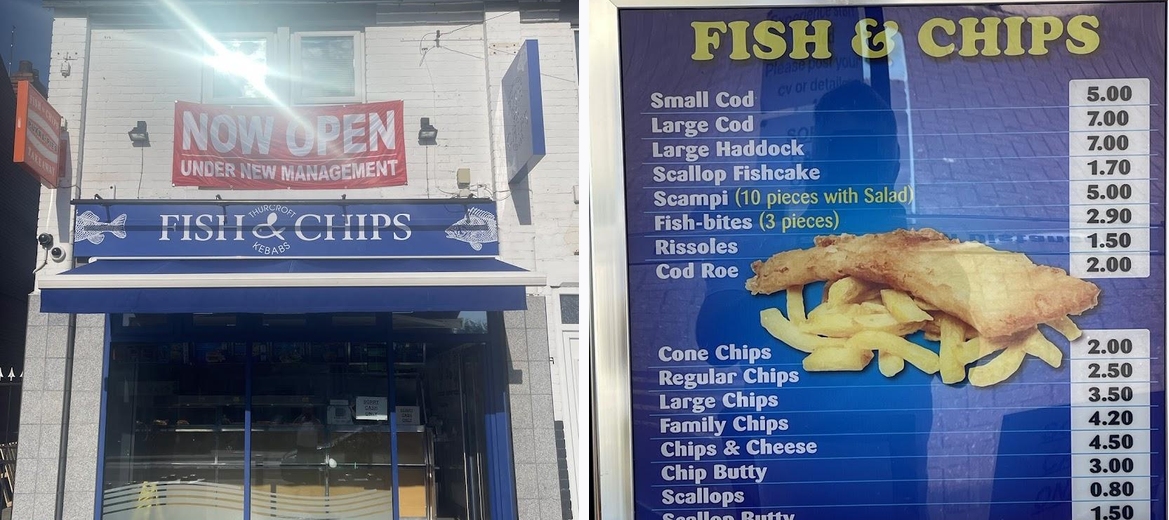 NOW OPEN
UNDER NEW MANAGEMENT
FISH & CHIPS
THURCROFT
KEBABS
FISH & CHIPS
Small Cod 5.00
Large Cod 7.00
Large Haddock 7.00
Scallop Fishcake 1.70
Scampi (10 pieces with Salad) 5.00
Fish-bites (3 pieces) 2.90
Rissoles 1.50
Cod Roe 2.00
Cone Chips 2.00
Regular Chips 2.50
Large Chips 3.50
Family Chips 4.20
Chips & Cheese 4.50
Chip Butty 3.00
Scallops 0.80
Scallop Butty 1.50